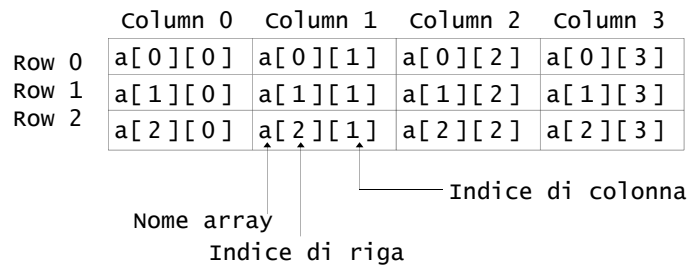 Column 0 Column 1 Column 2 Column 3
Row 0 a[0][0] a[0][1] a[0][2] a[0][3]
Row 1 a[1][0] a[1][1] a[1][2] a[1][3]
Row 2 a[2][0] a[2][1] a[2][2] a[2][3]
Indice di colonna
Nome array
Indice di riga